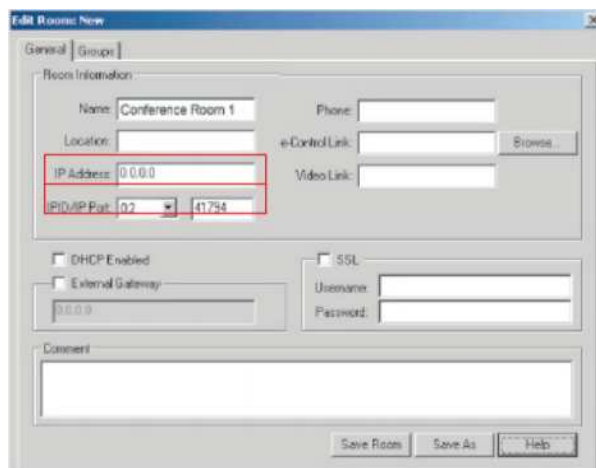 Edit Room: New
General Groups
Room Information
Name: Conference Room 1
Phone:
Location:
e-Control Link:
Browse...
IP Address: 0.0.0.0
Video Link:
IPID/IP Port: 02 41794
DHCP Enabled
SSL
External Gateway
Username:
0.0.0.0
Password:
Comment
Save Room Save As Help